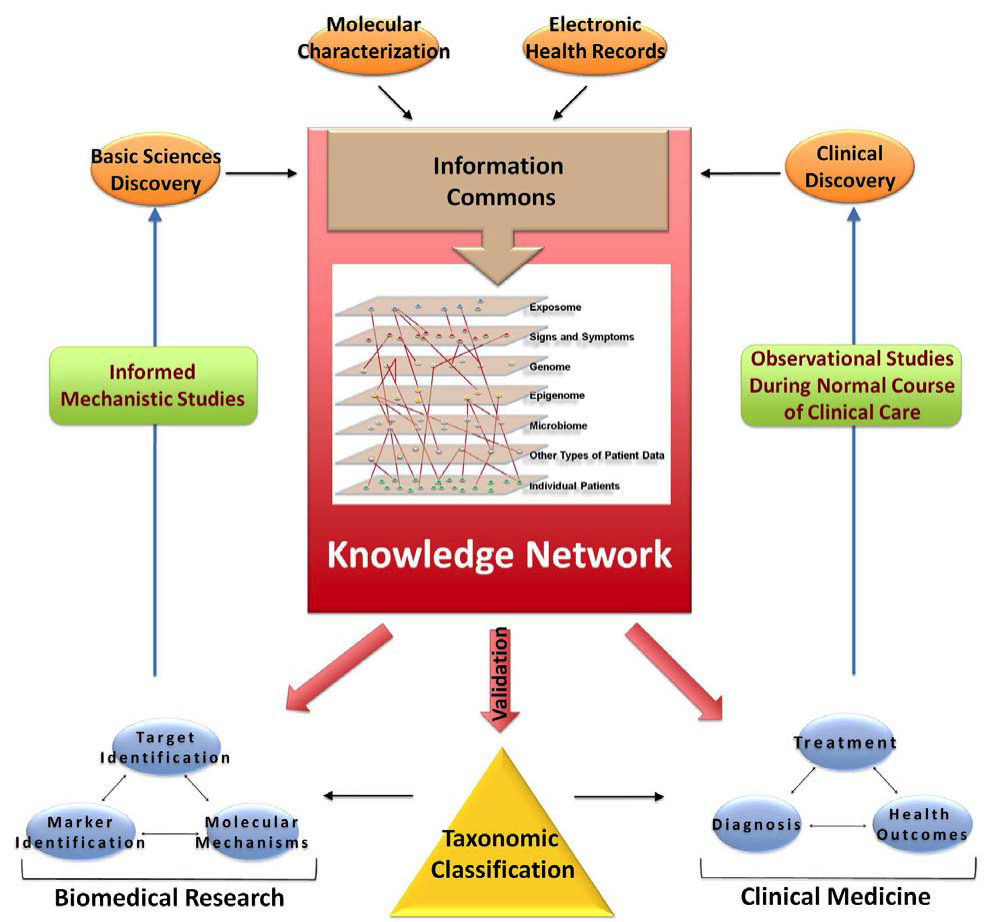 Molecular
Characterization
Electronic
Health Records
Basic Sciences
Discovery
Information
Commons
Clinical
Discovery
Exposome
Signs and Symptoms
Genome
Epigenome
Microbiome
Other Types of Patient Data
Individual Patients
Informed
Mechanistic Studies
Observational Studies
During Normal Course
of Clinical Care
Knowledge Network
Validation
Target
Identification
Marker
Identification
Molecular
Mechanisms
Biomedical Research
Taxonomic
Classification
Treatment
Diagnosis
Health
Outcomes
Clinical Medicine